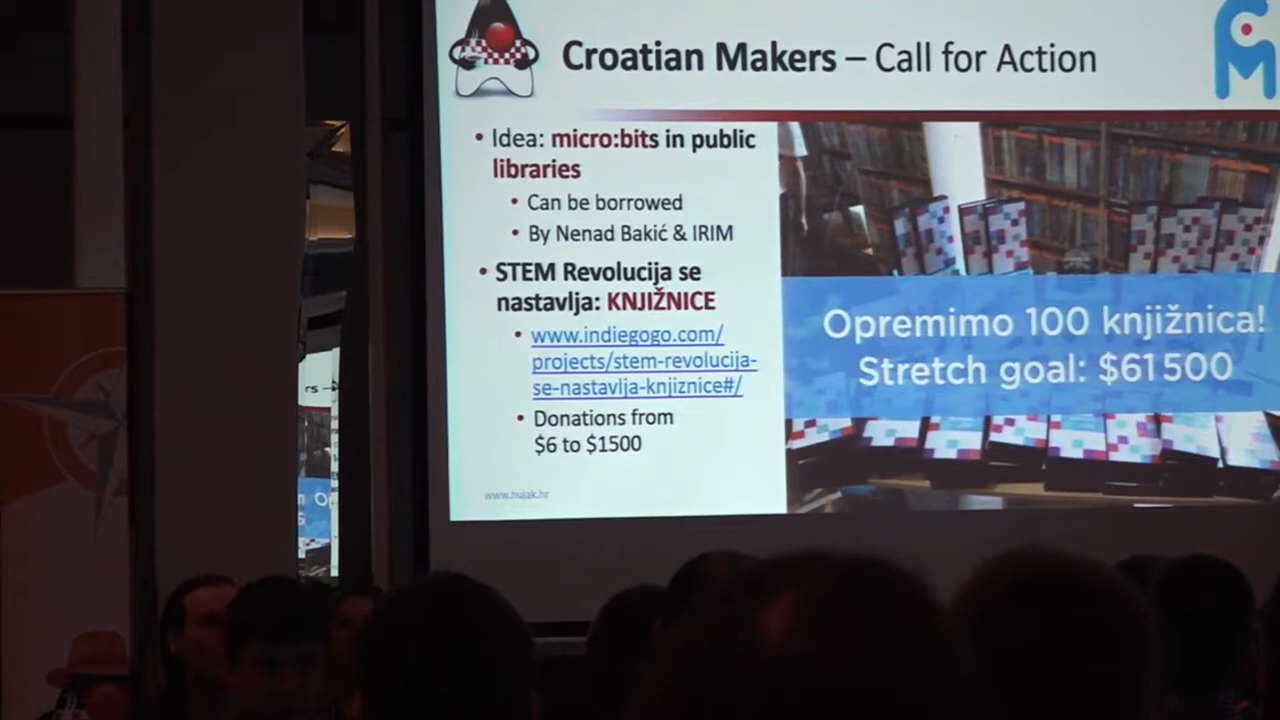 Croatian Makers – Call for Action
• Idea: micro:bits in public
libraries
• Can be borrowed
• By Nenad Bakić & IRIM
• STEM Revolucija se
nastavlja: KNJIŽNICE
• www.indiegogo.com/
projects/stem-revolucija-
se-nastavlja-knjiznice#/
• Donations from
$6 to $1500
www.hujak.hr
Opremimo 100 knjižnica!
Stretch goal: $61500
CM
rs –